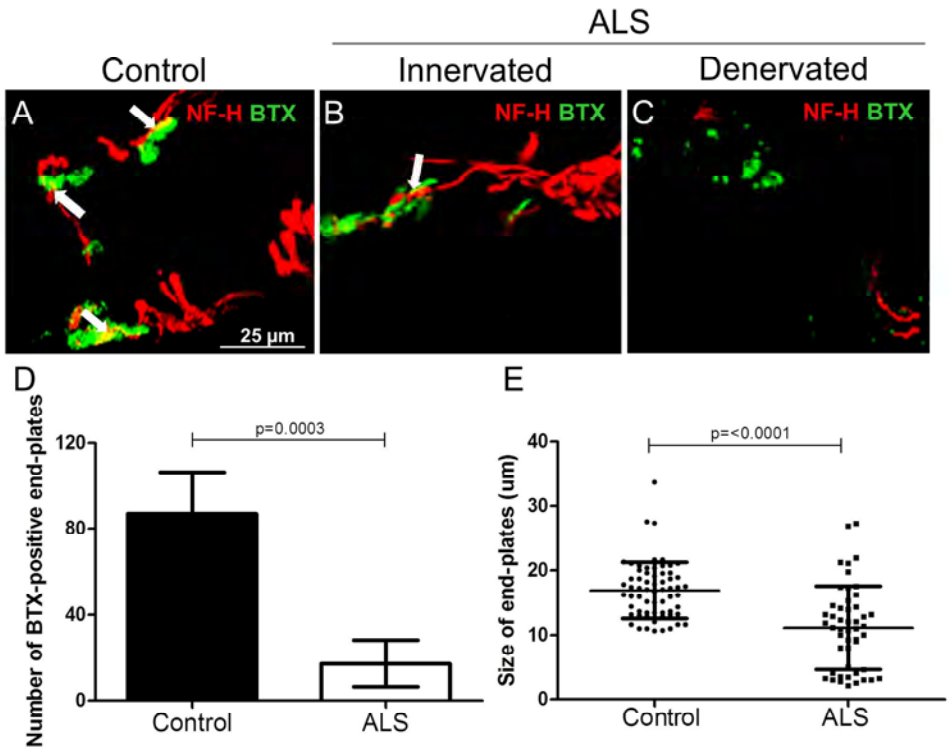 ALS
Control
Innervated
Denervated
A
NF-H BTX
B
NF-H BTX
C
NF-H BTX
25 µm
D
Number of BTX-positive end-plates
120
80
40
0
p=0.0003
Control
ALS
E
Size of end-plates (um)
40
30
20
10
0
p=<0.0001
Control
ALS